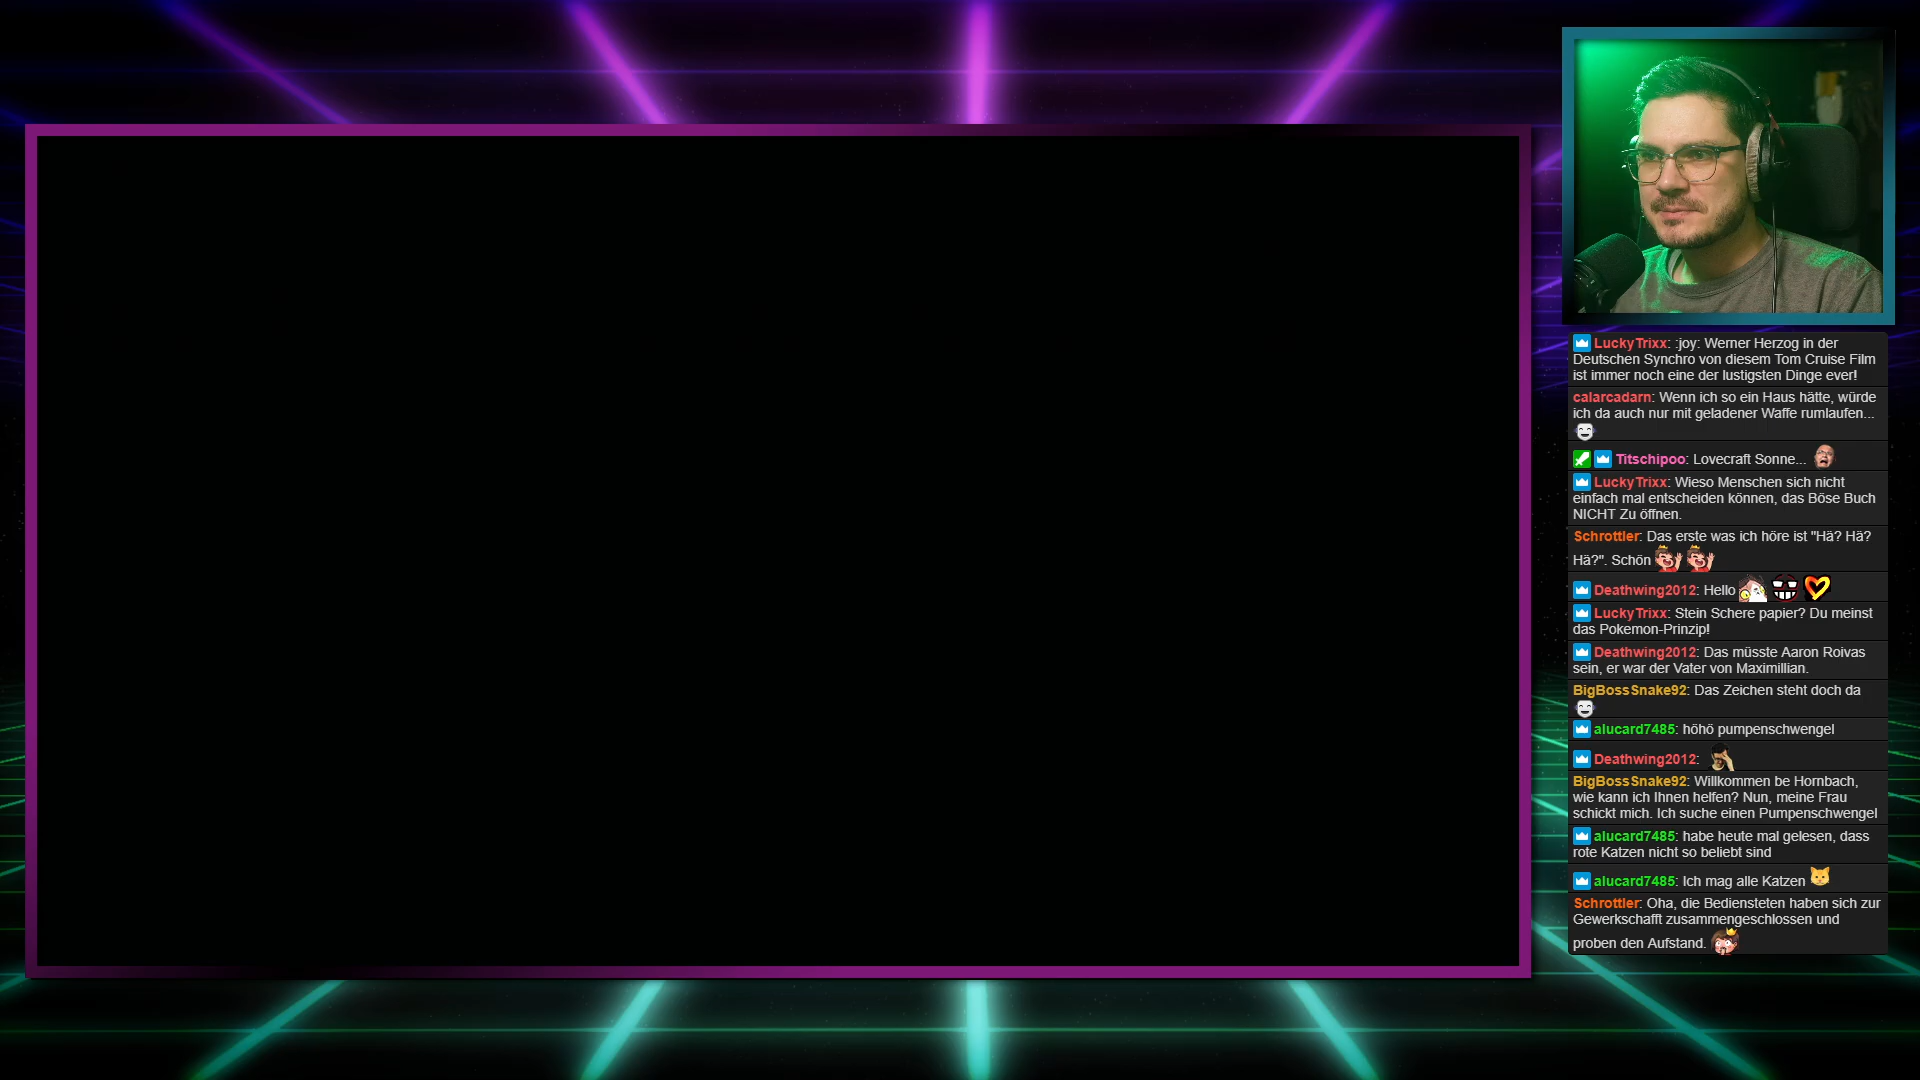 LuckyTrixx: :joy: Werner Herzog in der
Deutschen Synchro von diesem Tom Cruise Film
ist immer noch eine der lustigsten Dinge ever!
calarcadarn: Wenn ich so ein Haus hätte, würde
ich da auch nur mit geladener Waffe rumlaufen...
Titschipoo: Lovecraft Sonne...
LuckyTrixx: Wieso Menschen sich nicht
einfach mal entscheiden können, das Böse Buch
NICHT Zu öffnen.
Schrottler: Das erste was ich höre ist "Hä? Hä?
Hä?". Schön
Deathwing2012: Hello
LuckyTrixx: Stein Schere papier? Du meinst
das Pokemon-Prinzip!
Deathwing2012: Das müsste Aaron Roivas
sein, er war der Vater von Maximillian.
BigBossSnake92: Das Zeichen steht doch da
alucard7485: höhö pumpenschwengel
Deathwing2012:
BigBossSnake92: Willkommen be Hornbach,
wie kann ich Ihnen helfen? Nun, meine Frau
schickt mich. Ich suche einen Pumpenschwengel
alucard7485: habe heute mal gelesen, dass
rote Katzen nicht so beliebt sind
alucard7485: Ich mag alle Katzen
Schrottler: Oha, die Bediensteten haben sich zur
Gewerkschafft zusammengeschlossen und
proben den Aufstand.